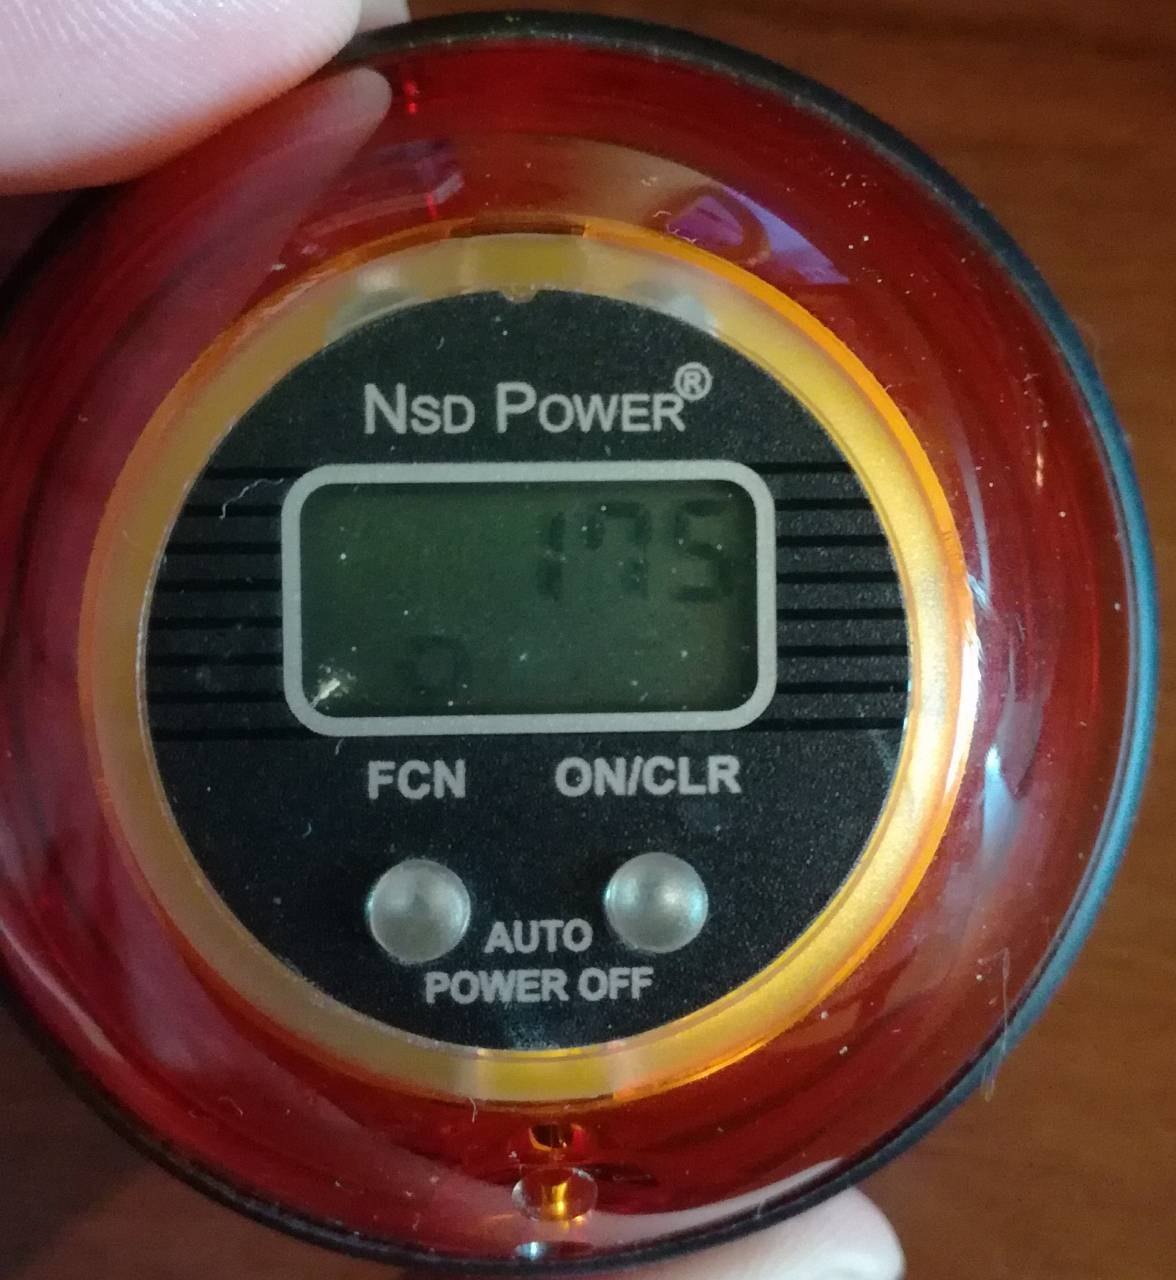 NSD POWER®
175
FCN ON/CLR
AUTO
POWER OFF